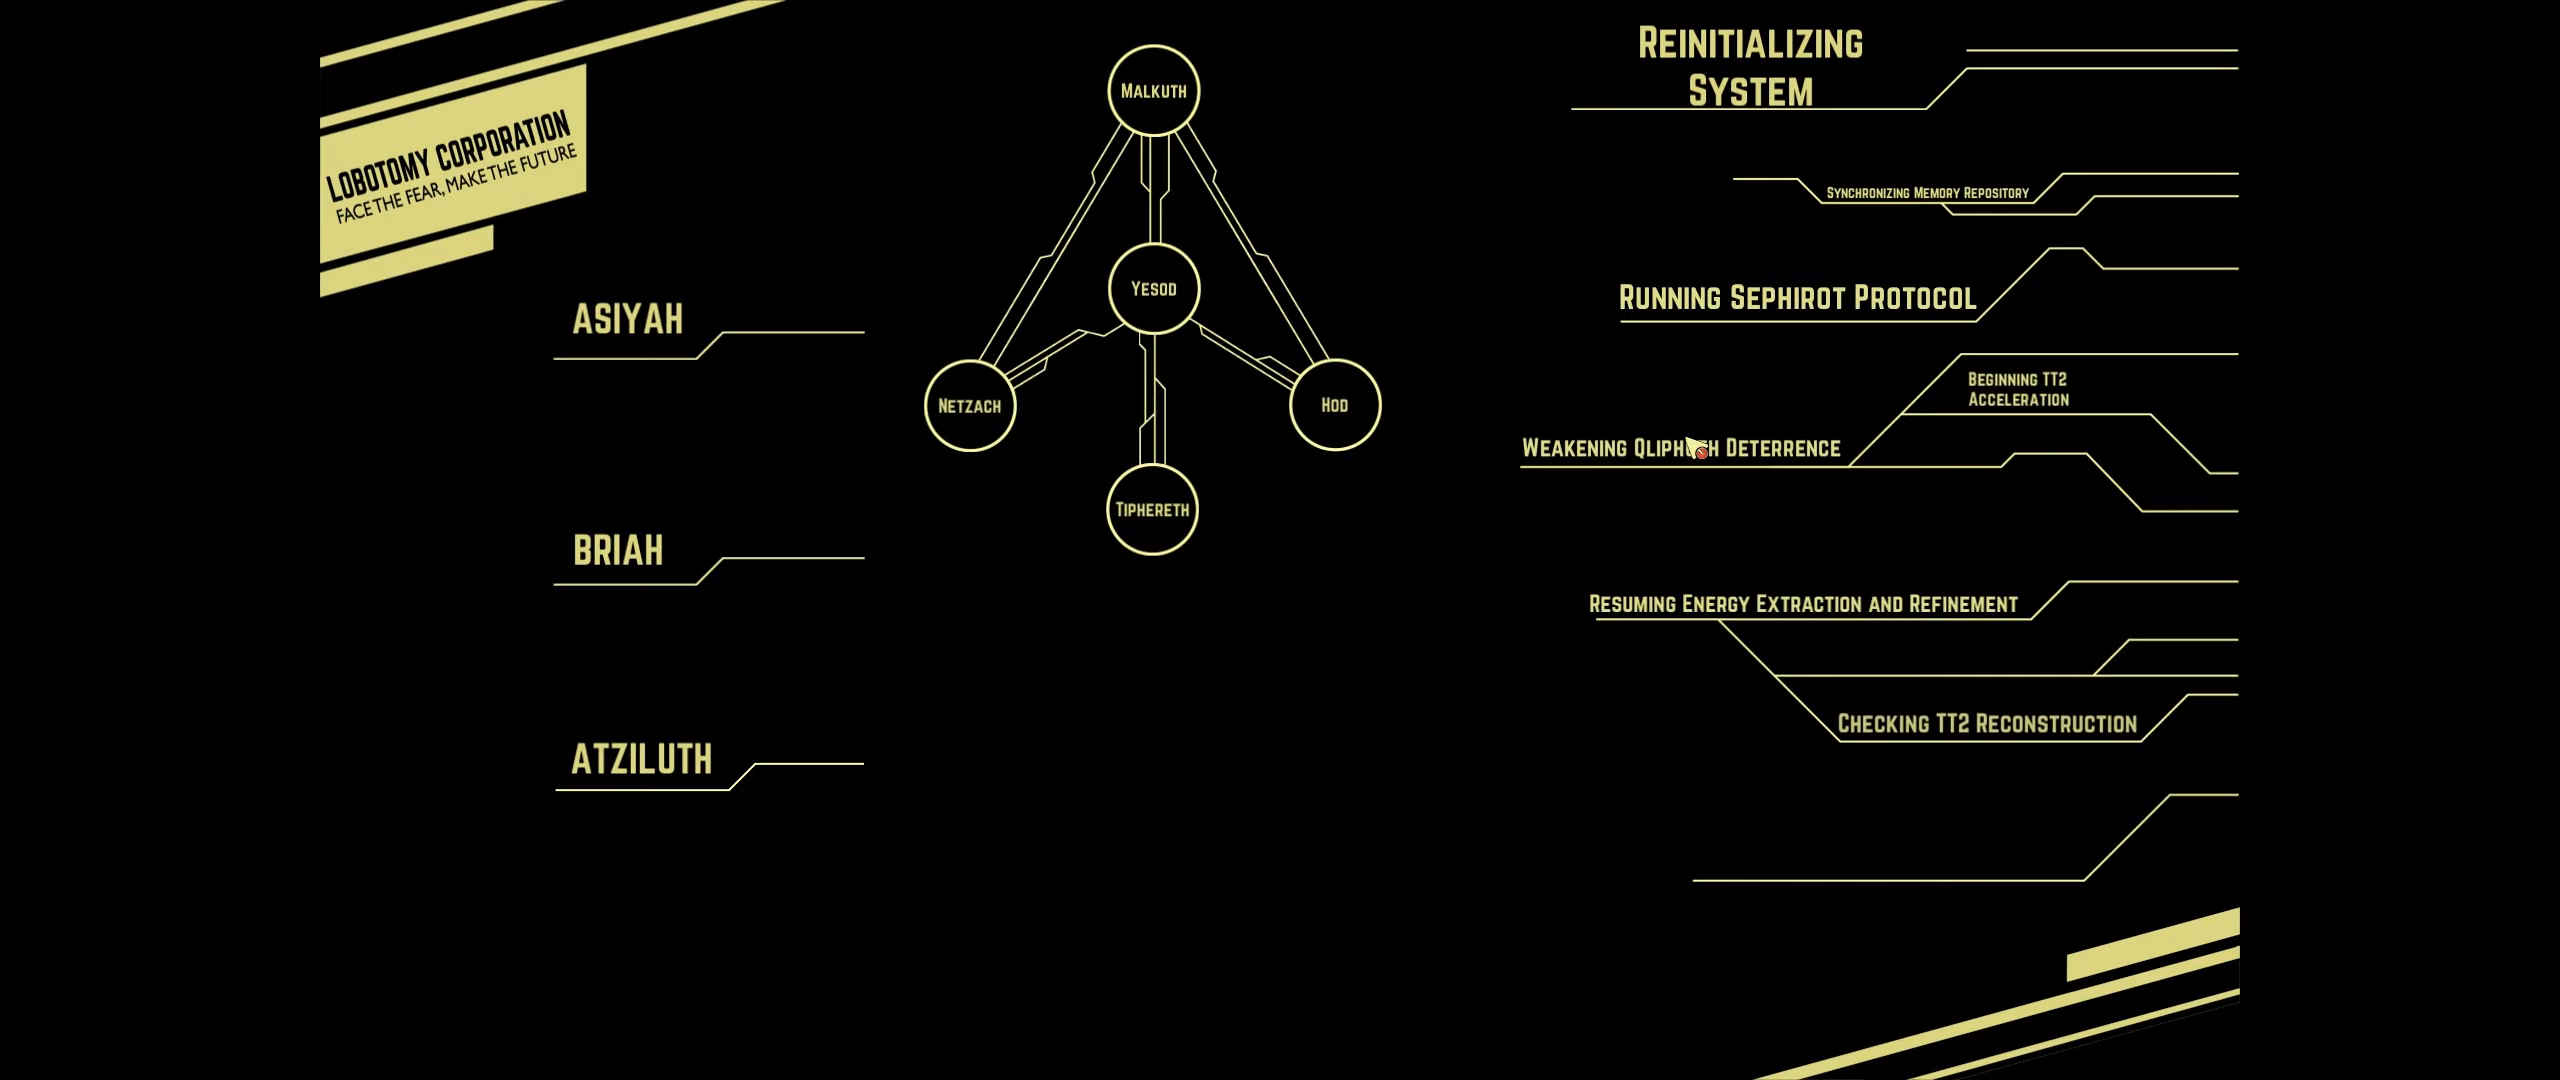 LOBOTOMY CORPORATION
FACE THE FEAR, MAKE THE FUTURE
ASIYAH
BRIAH
ATZILUTH
MALKUTH
YESOD
NETZACH
HOD
TIPHERETH
REINITIALIZING
SYSTEM
SYNCHRONIZING MEMORY REPOSITORY
RUNNING SEPHIROT PROTOCOL
BEGINNING TT2
ACCELERATION
WEAKENING DETERRENCE
RESUMING ENERGY EXTRACTION AND REFINEMENT
CHECKING TT2 RECONSTRUCTION